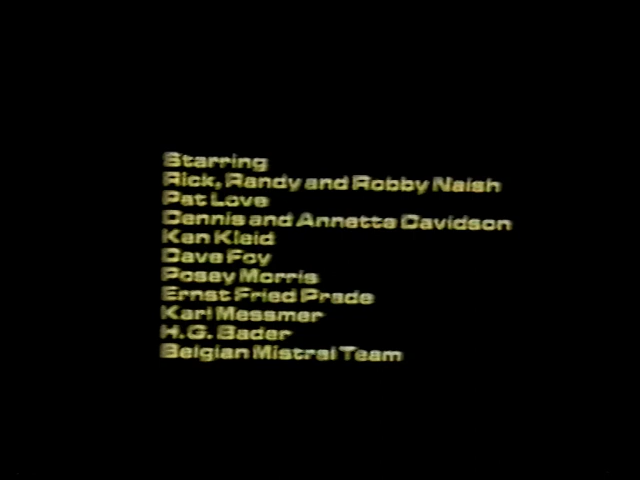 Starring
Rick, Randy and Robby Naish
Pat Love
Dennis and Annette Davidson
Ken Kleid
Dave Foy
Posey Morris
Ernst Fried Prade
Karl Messmer
H.G. Bader
Belgian Mistral Team